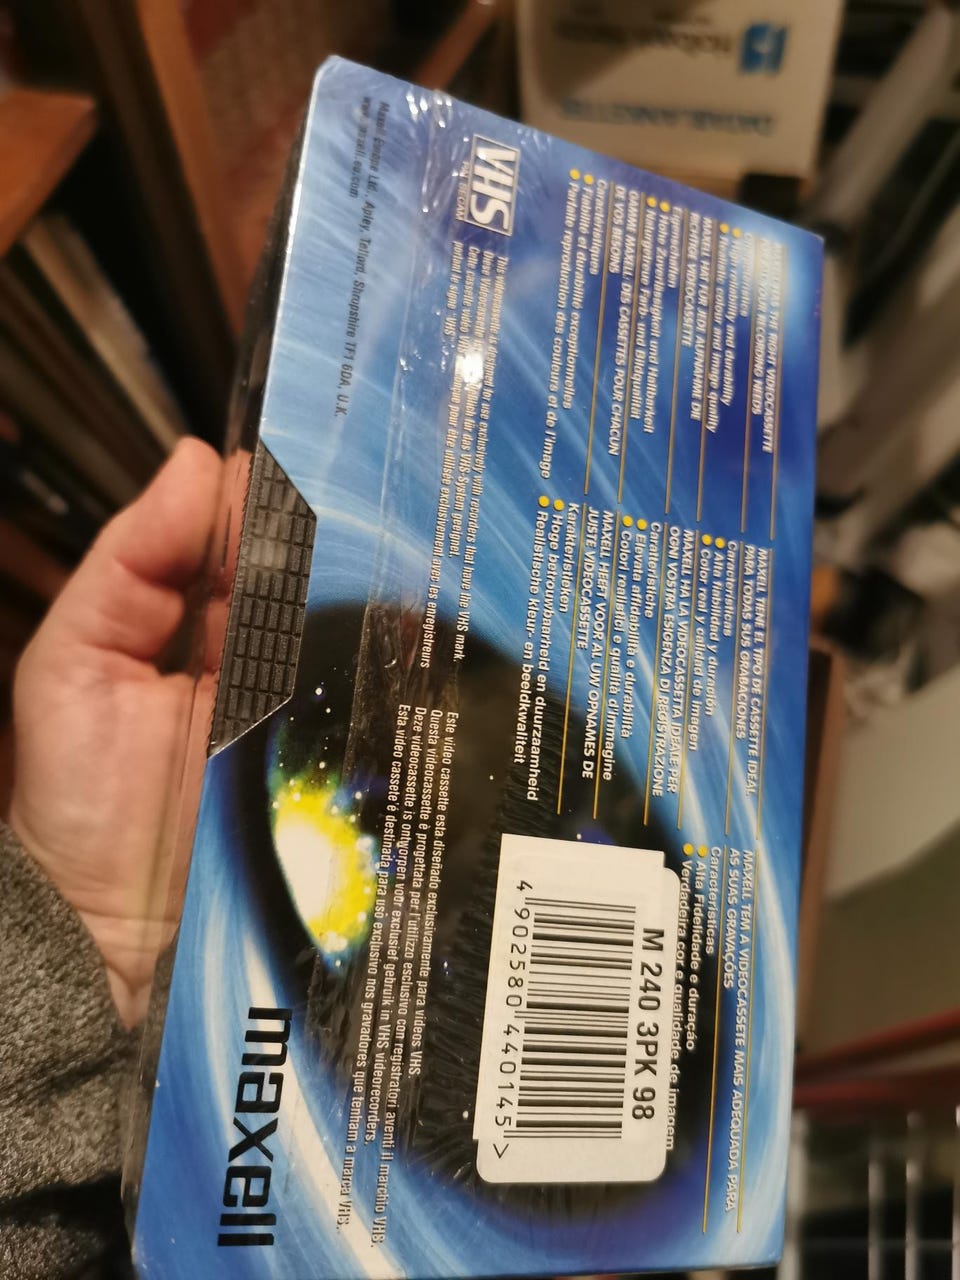 MAXELL HAS THE RIGHT VIDEOCASSETTE
FOR ALL YOUR RECORDING NEEDS
Characteristics
High reliability and durability
colour and image quality
MAXELL HAT FÜR JEDE AUFNAHME DIE
RICHTIGE VIDEOCASSETTE
Eigenschaften
Hohe Zuverlässigkeit und Haltbarkeit
Naturgetreue Farb- und Bildqualität
GAMME MAXELL: DES CASSETTES POUR CHACUN
DE VOS BESOINS
Caractéristiques
Fiabilité et durabilité exceptionnelles
Parfaite reproduction des couleurs et de l'image
MAXELL TIENE EL TIPO DE CASSETTE IDEAL
PARA TODAS SUS GRABACIONES
Características
Alta fiabilidad y duración
Color real y calidad de imagen
MAXELL HA LA VIDEOCASSETTA IDEALE PER
OGNI VOSTRA ESIGENZA DI REGISTRAZIONE
Caratteristiche
Elevata affidabilità e durabilità
Colori realistici e qualità d'immagine
MAXELL HEEFT VOOR AL UW OPNAMES DE
JUISTE VIDEOCASSETTE
Karakteristieken
Hoge betrouwbaarheid en duurzaamheid
Realistische kleur- en beeldkwaliteit
MAXELL TEM A VIDEOCASSETE MAIS ADEQUADA PARA
AS SUAS GRAVAÇÕES
Características
Alta Fidelidade e duração
Verdadeira cor e qualidade de imagem
M 240 3PK 98
4 902580 440145 >
VHS
PAL/SECAM
This videocassette is designed for use exclusively with recorders that have the VHS mark.
Diese Videocassette ist für das VHS-System geeignet.
Cette cassette vidéo VHS conçue pour être utilisée exclusivement avec les enregistreurs
portant le signe "VHS".
Este video cassette esta diseñado exclusivamente para videos VHS.
Questa videocassette è progettata per l'utilizzo esclusivo con registratori aventi il marchio VHS.
Deze videocassette is ontworpen voor exclusief gebruik in VHS videorecorders.
Esta video cassete é destinada para uso exclusivo nos gravadores que tenham a marca VHS.
Maxell Europe Ltd., Apley, Telford, Shropshire TF1 6DA, U.K.
www.maxell.eu.com
maxell